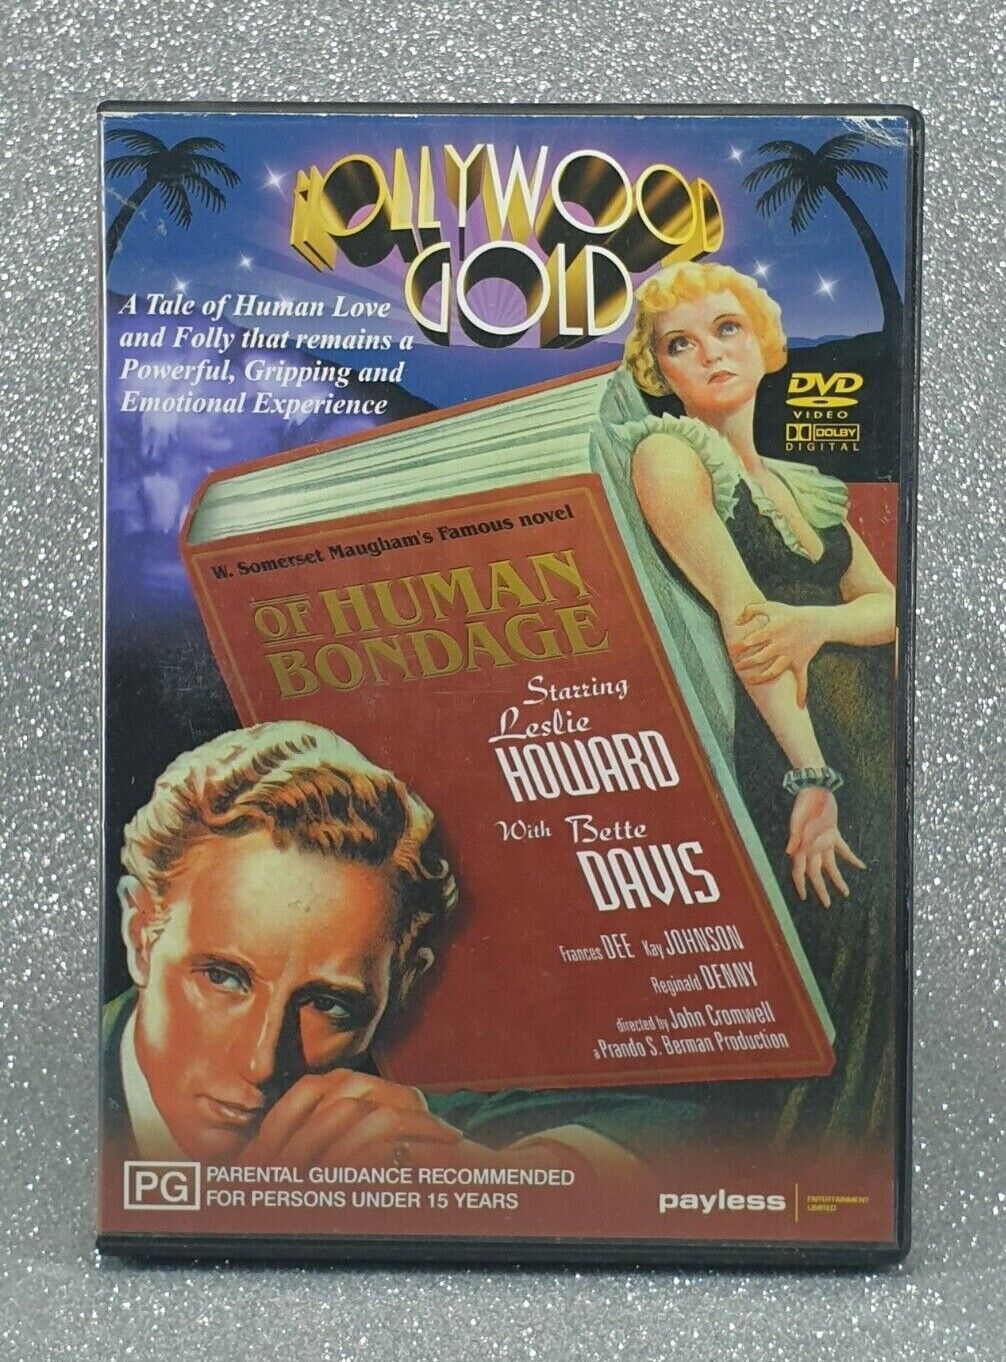 HOLLYWOOD
GOLD
A Tale of Human Love
and Folly that remains a
Powerful, Gripping and
Emotional Experience
DVD
VIDEO
DOLBY
DIGITAL
W. Somerset Maugham's Famous novel
OF HUMAN
BONDAGE
Starring
Leslie
HOWARD
With Bette
DAVIS
Frances DEE Kay JOHNSON
Reginald DENNY
directed by John Cromwell
a Prando S. Berman Production
PG
PARENTAL GUIDANCE RECOMMENDED
FOR PERSONS UNDER 15 YEARS
payless
ENTERTAINMENT
LIMITED